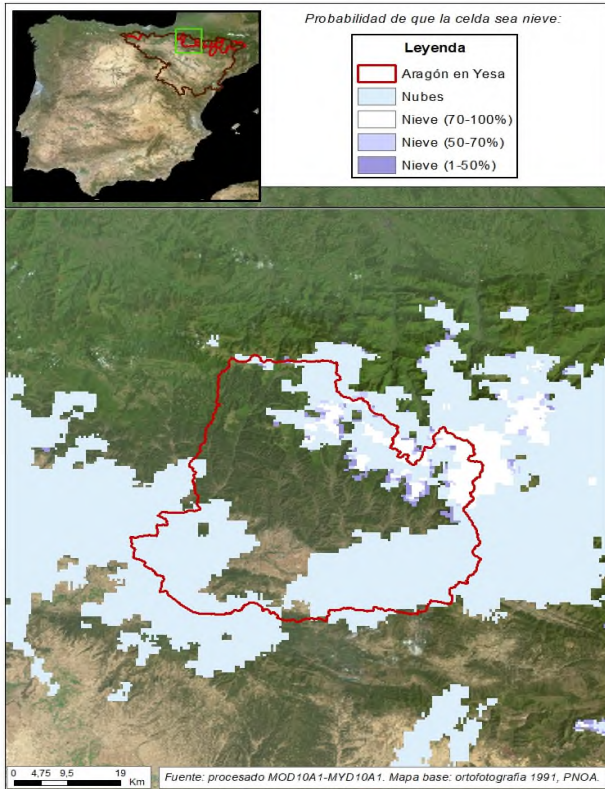 Probabilidad de que la celda sea nieve:
Leyenda
Aragón en Yesa
Nubes
Nieve (70-100%)
Nieve (50-70%)
Nieve (1-50%)
0 4,75 9,5 19
Km
Fuente: procesado MOD10A1-MYD10A1. Mapa base: ortofotografía 1991, PNOA.